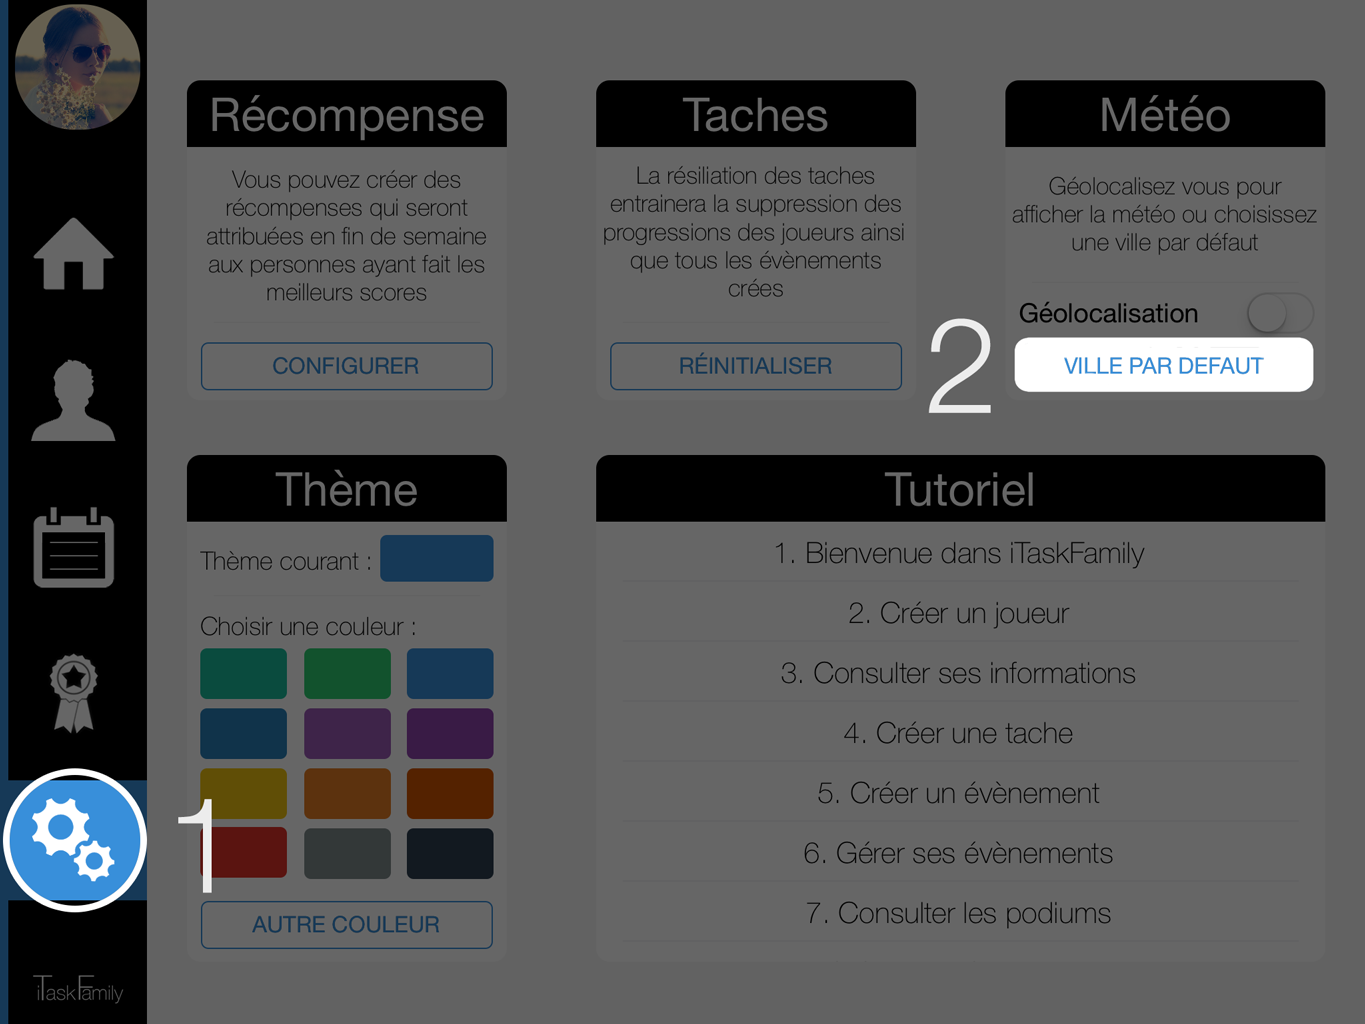 Récompense
Vous pouvez créer des
récompenses qui seront
attribuées en fin de semaine
aux personnes ayant fait les
meilleurs scores
CONFIGURER
Taches
La résiliation des taches
entrainera la suppression des
progressions des joueurs ainsi
que tous les évènements
crées
RÉINITIALISER
Météo
Géolocalisez vous pour
afficher la météo ou choisissez
une ville par défaut
Géolocalisation
2
VILLE PAR DEFAUT
Thème
Thème courant :
Choisir une couleur :
1
AUTRE COULEUR
Tutoriel
1. Bienvenue dans iTaskFamily
2. Créer un joueur
3. Consulter ses informations
4. Créer une tache
5. Créer un évènement
6. Gérer ses évènements
7. Consulter les podiums
iTaskFamily